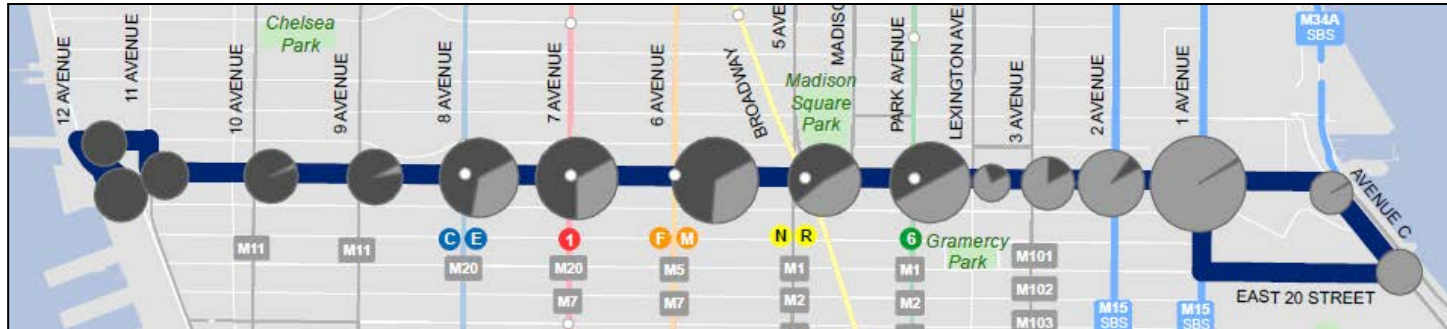 Chelsea
Park
12 AVENUE
11 AVENUE
10 AVENUE
9 AVENUE
8 AVENUE
7 AVENUE
6 AVENUE
BROADWAY
5 AVE
MADISO
Madison
Square
Park
PARK AVENUE
LEXINGTON AVE
3 AVENUE
2 AVENUE
1 AVENUE
M34A
SBS
AVENUE C
M11
M11
C E
M20
1
M20
M7
F M
M5
M7
N R
M1
M2
6
M1
M2
Gramercy
Park
M101
M102
M103
M15
SBS
M15
SBS
EAST 20 STREET